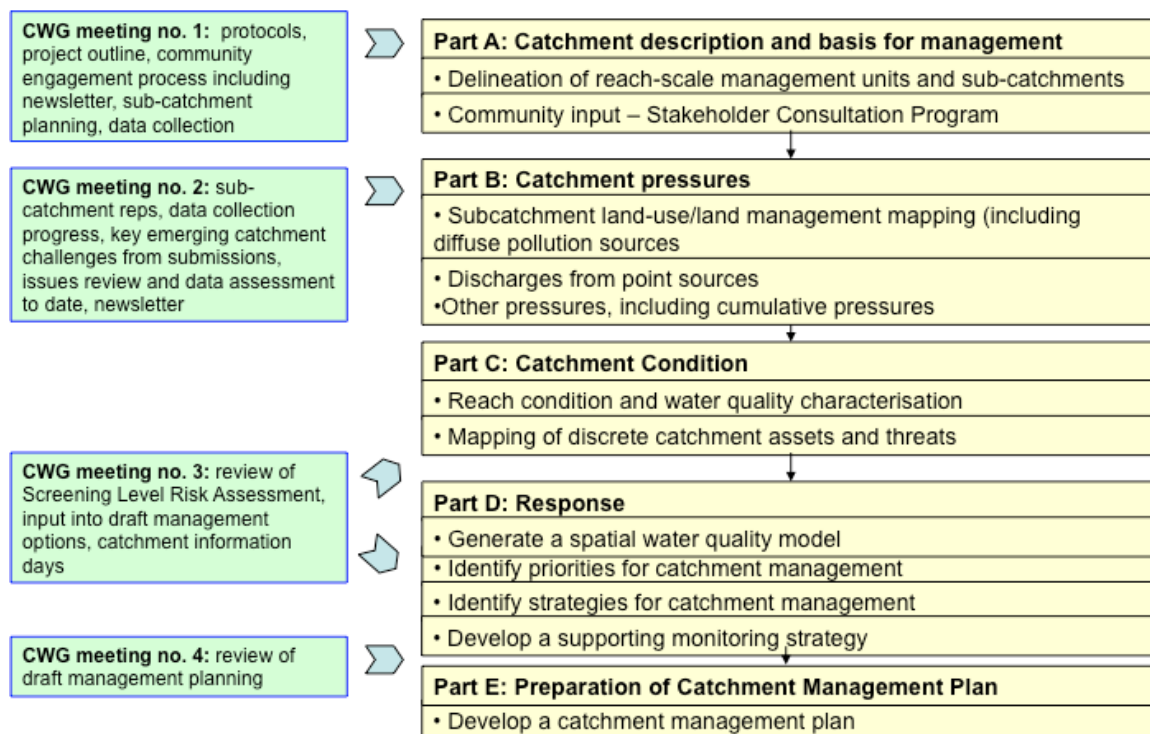 CWG meeting no. 1: protocols,
project outline, community
engagement process including
newsletter, sub-catchment
planning, data collection
Part A: Catchment description and basis for management
• Delineation of reach-scale management units and sub-catchments
• Community input – Stakeholder Consultation Program
CWG meeting no. 2: sub-
catchment reps, data collection
progress, key emerging catchment
challenges from submissions,
issues review and data assessment
to date, newsletter
Part B: Catchment pressures
• Subcatchment land-use/land management mapping (including
diffuse pollution sources
• Discharges from point sources
•Other pressures, including cumulative pressures
Part C: Catchment Condition
• Reach condition and water quality characterisation
• Mapping of discrete catchment assets and threats
CWG meeting no. 3: review of
Screening Level Risk Assessment,
input into draft management
options, catchment information
days
Part D: Response
• Generate a spatial water quality model
• Identify priorities for catchment management
• Identify strategies for catchment management
• Develop a supporting monitoring strategy
CWG meeting no. 4: review of
draft management planning
Part E: Preparation of Catchment Management Plan
• Develop a catchment management plan